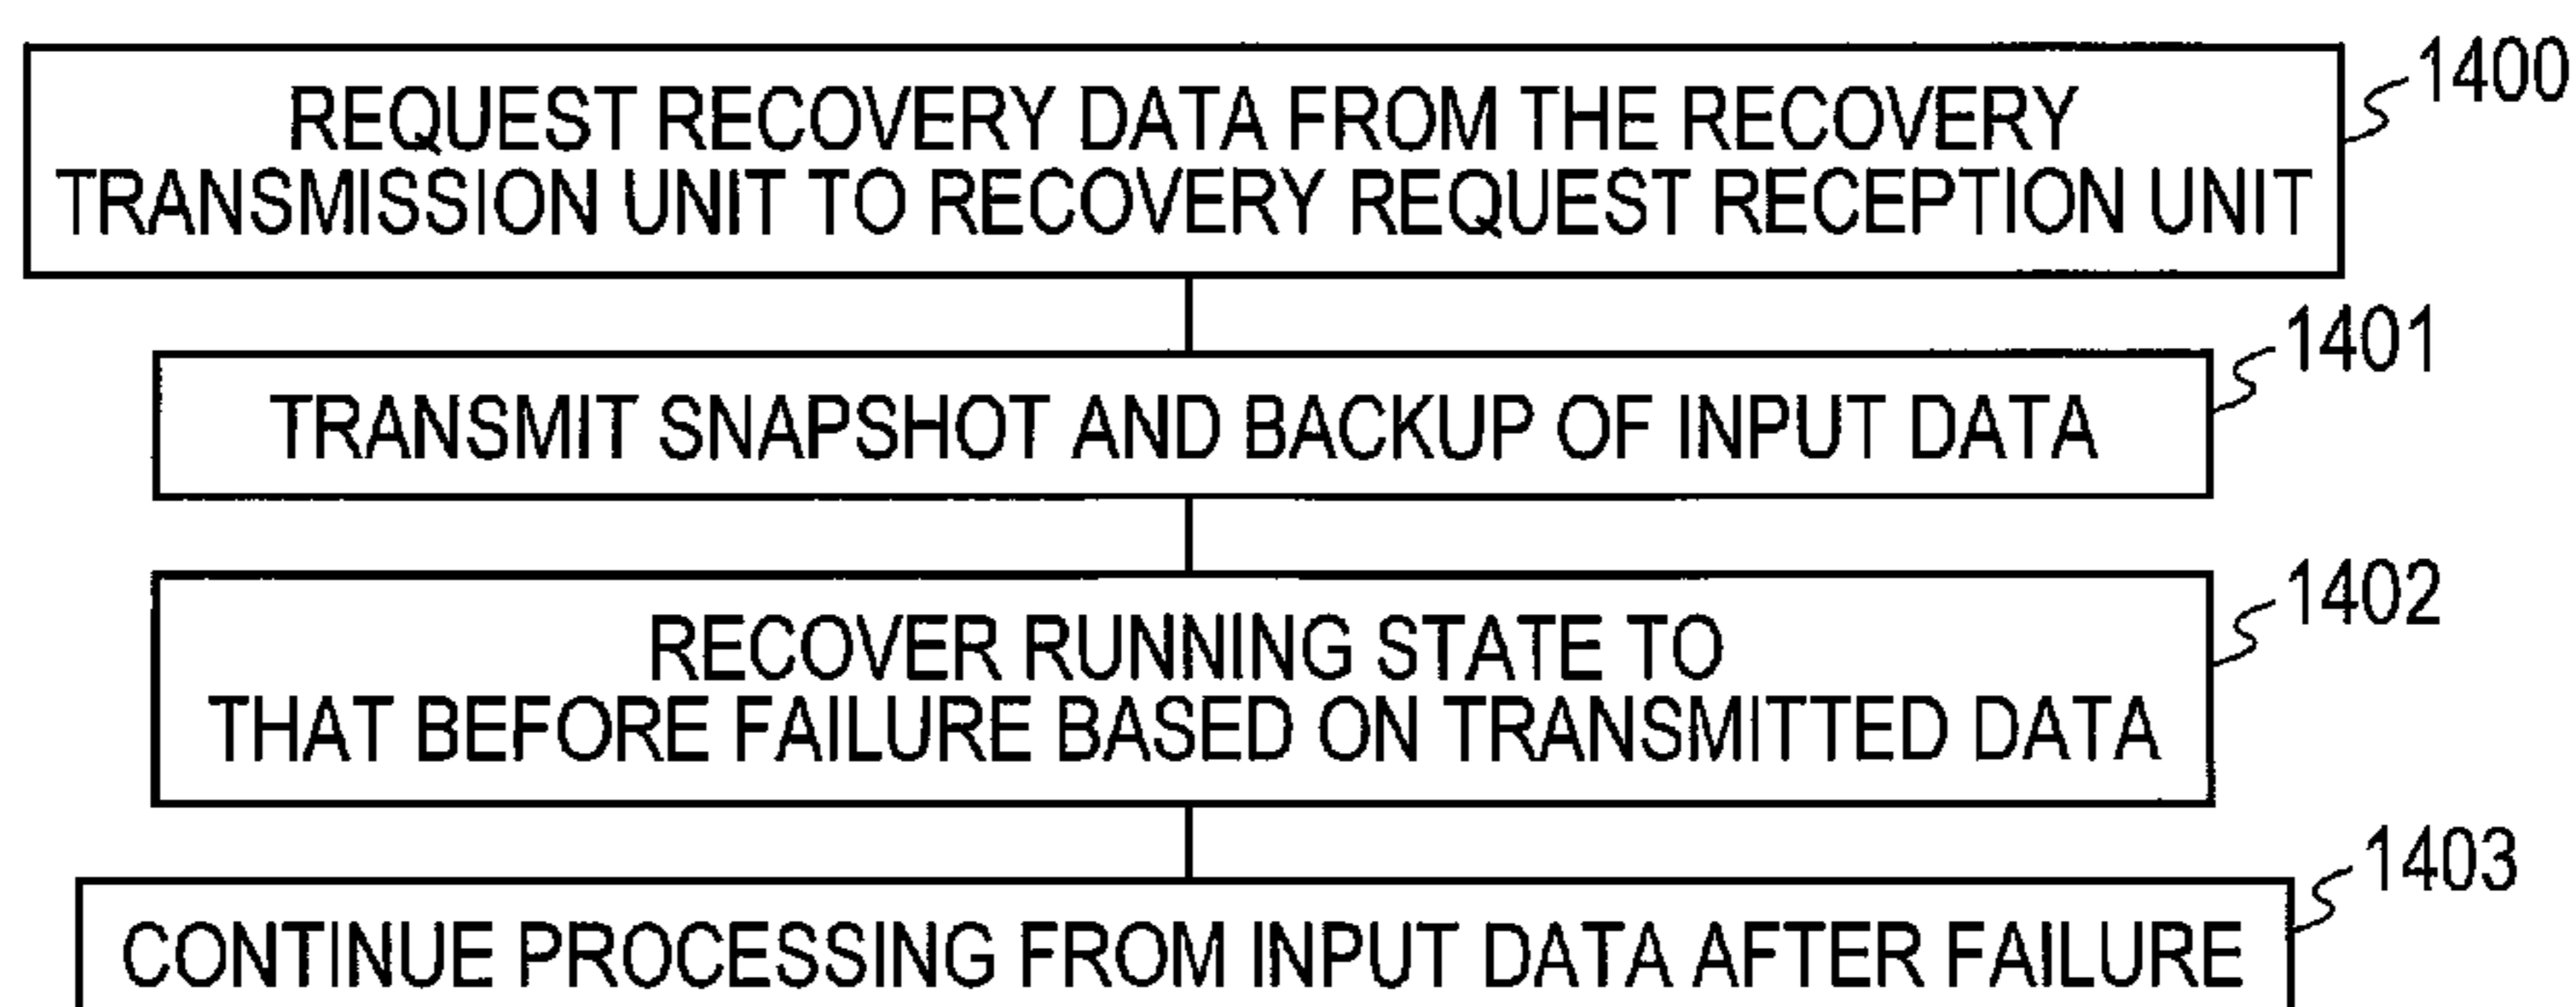 1400
REQUEST RECOVERY DATA FROM THE RECOVERY
TRANSMISSION UNIT TO RECOVERY REQUEST RECEPTION UNIT
1401
TRANSMIT SNAPSHOT AND BACKUP OF INPUT DATA
1402
RECOVER RUNNING STATE TO
THAT BEFORE FAILURE BASED ON TRANSMITTED DATA
1403
CONTINUE PROCESSING FROM INPUT DATA AFTER FAILURE